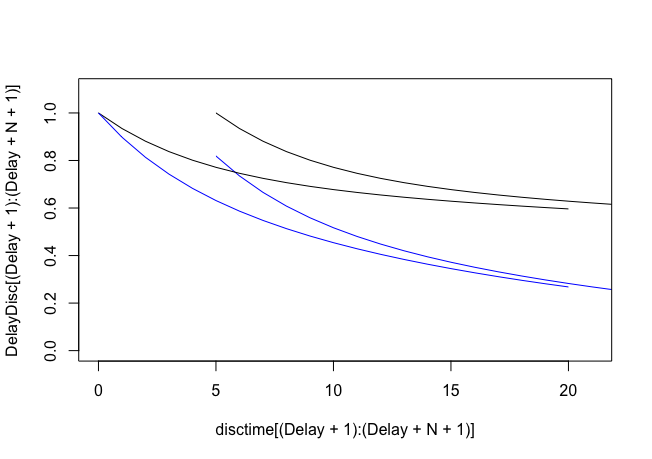 DelayDisc[(Delay + 1):(Delay + N + 1)]
1.0
0.8
0.6
0.4
0.2
0.0
0 5 10 15 20
disctime[(Delay + 1):(Delay + N + 1)]